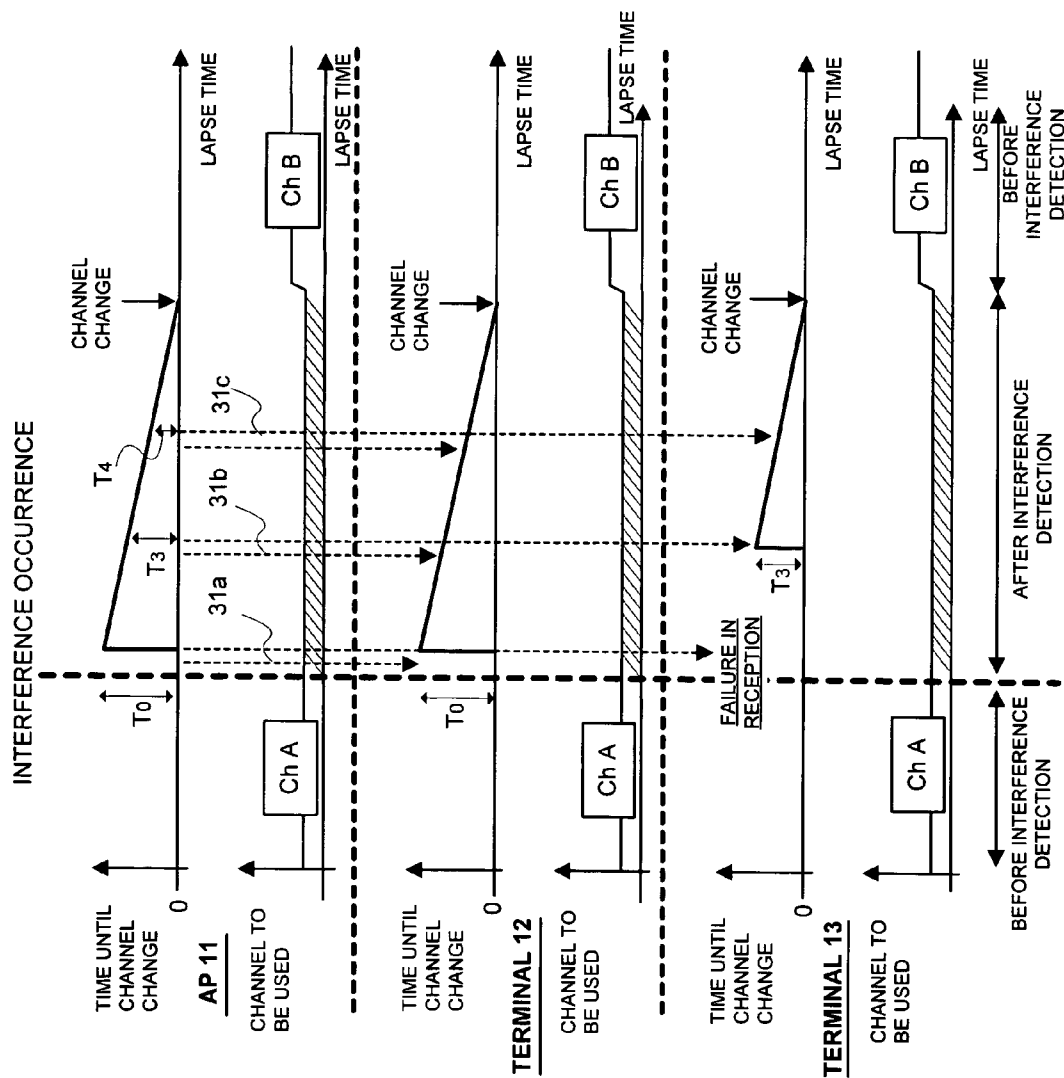 INTERFERENCE OCCURRENCE
TIME UNTIL
CHANNEL
CHANGE
0
T0
T3
T4
CHANNEL
CHANGE
LAPSE TIME
AP 11
31a
31b
31c
CHANNEL TO
BE USED
Ch A
Ch B
LAPSE TIME
TIME UNTIL
CHANNEL
CHANGE
0
T0
CHANNEL
CHANGE
LAPSE TIME
TERMINAL 12
CHANNEL TO
BE USED
Ch A
Ch B
LAPSE TIME
TIME UNTIL
CHANNEL
CHANGE
0
FAILURE IN
RECEPTION
T3
CHANNEL
CHANGE
LAPSE TIME
TERMINAL 13
CHANNEL TO
BE USED
Ch A
Ch B
LAPSE TIME
BEFORE INTERFERENCE
DETECTION
AFTER INTERFERENCE
DETECTION
BEFORE
INTERFERENCE
DETECTION